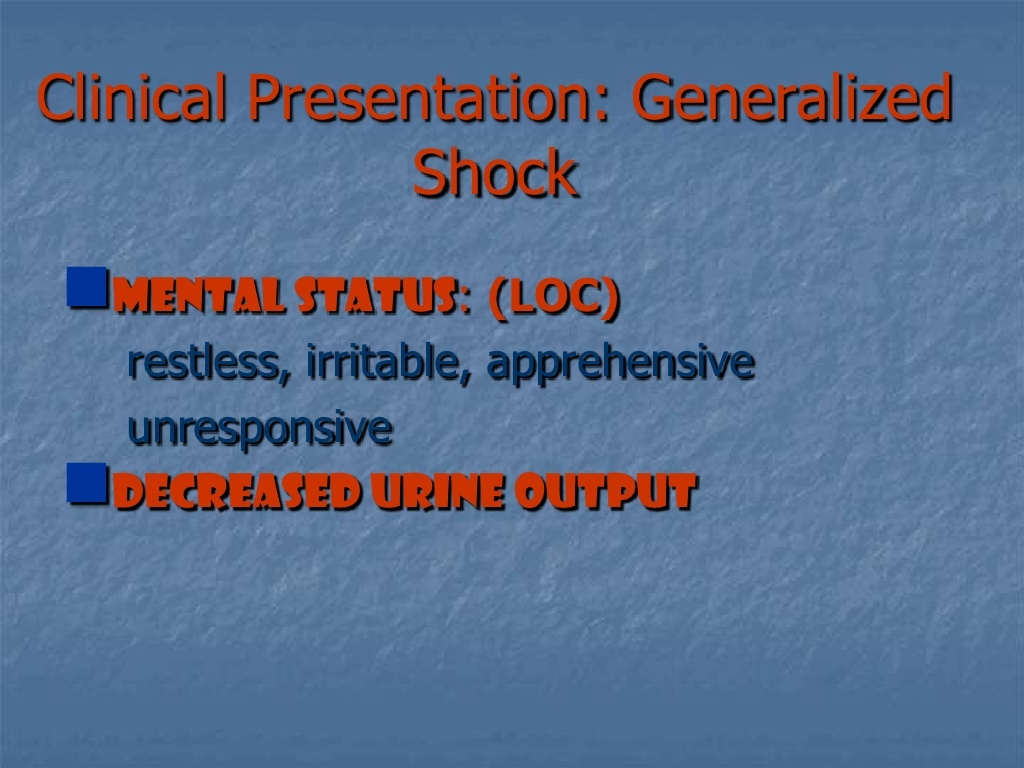 Clinical Presentation: Generalized
Shock
MENTAL STATUS: (LOC)
restless, irritable, apprehensive
unresponsive
DECREASED URINE OUTPUT